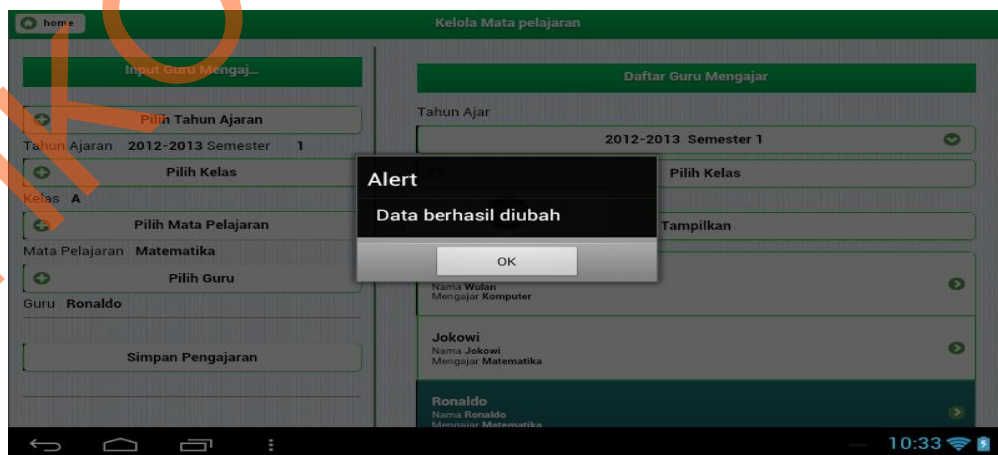 home
Kelola Mata pelajaran
Input Guru Mengaj...
Pilih Tahun Ajaran
Tahun Ajaran 2012-2013 Semester 1
Pilih Kelas
Kelas A
Pilih Mata Pelajaran
Mata Pelajaran Matematika
Pilih Guru
Guru Ronaldo
Simpan Pengajaran
Daftar Guru Mengajar
Tahun Ajar
2012-2013 Semester 1
Pilih Kelas
Tampilkan
Alert
Data berhasil diubah
OK
Nama Wulan
Mengajar Komputer
Jokowi
Nama Jokowi
Mengajar Matematika
Ronaldo
Nama Ronaldo
Mengajar Matematika
10:33